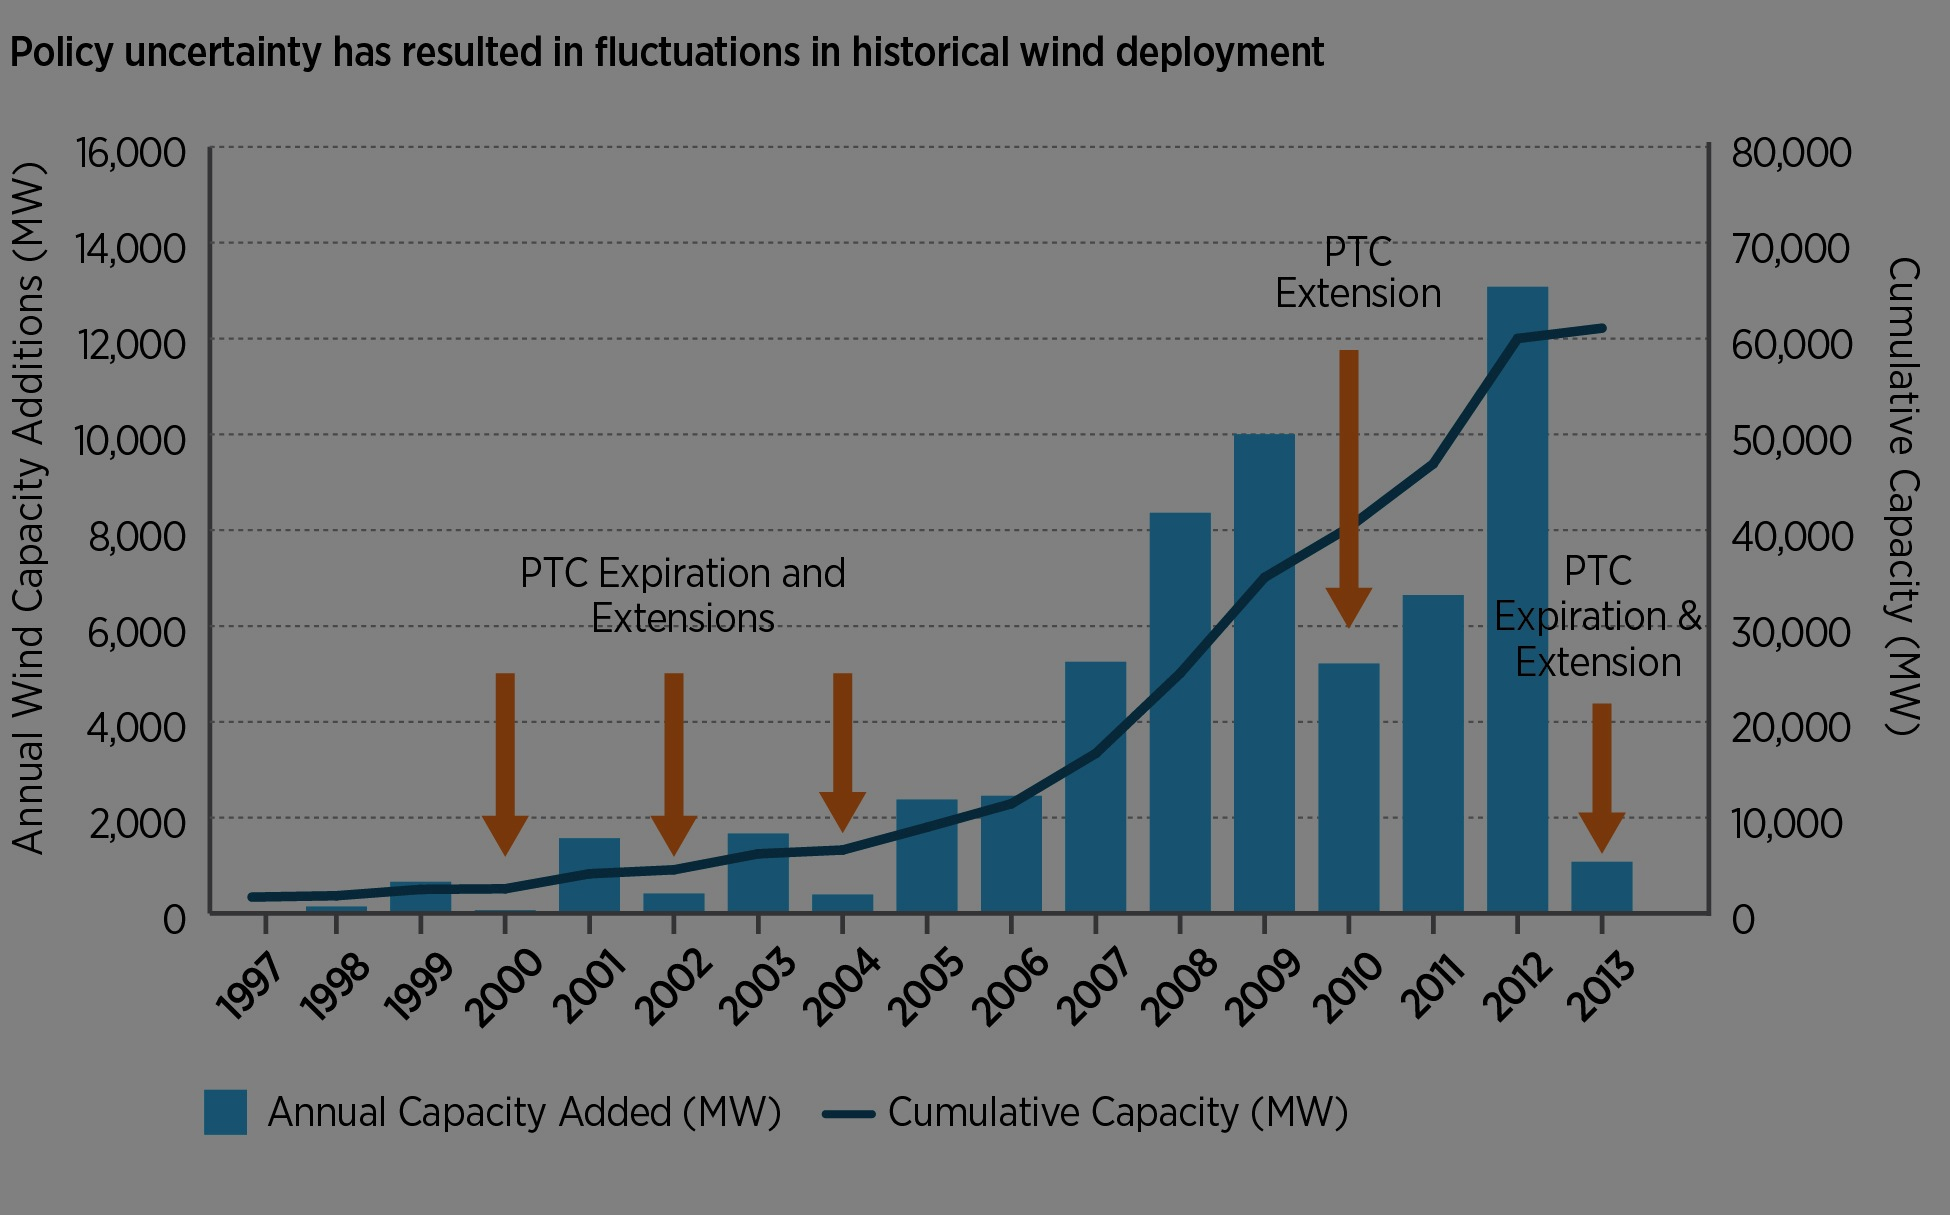 Policy uncertainty has resulted in fluctuations in historical wind deployment
Annual Wind Capacity Additions (MW)
16,000
14,000
12,000
10,000
8,000
6,000
4,000
2,000
0
PTC Expiration and
Extensions
PTC
Extension
PTC
Expiration &
Extension
80,000
70,000
60,000
50,000
40,000
30,000
20,000
10,000
0
Cumulative Capacity (MW)
1997 1998 1999 2000 2001 2002 2003 2004 2005 2006 2007 2008 2009 2010 2011 2012 2013
Annual Capacity Added (MW) Cumulative Capacity (MW)